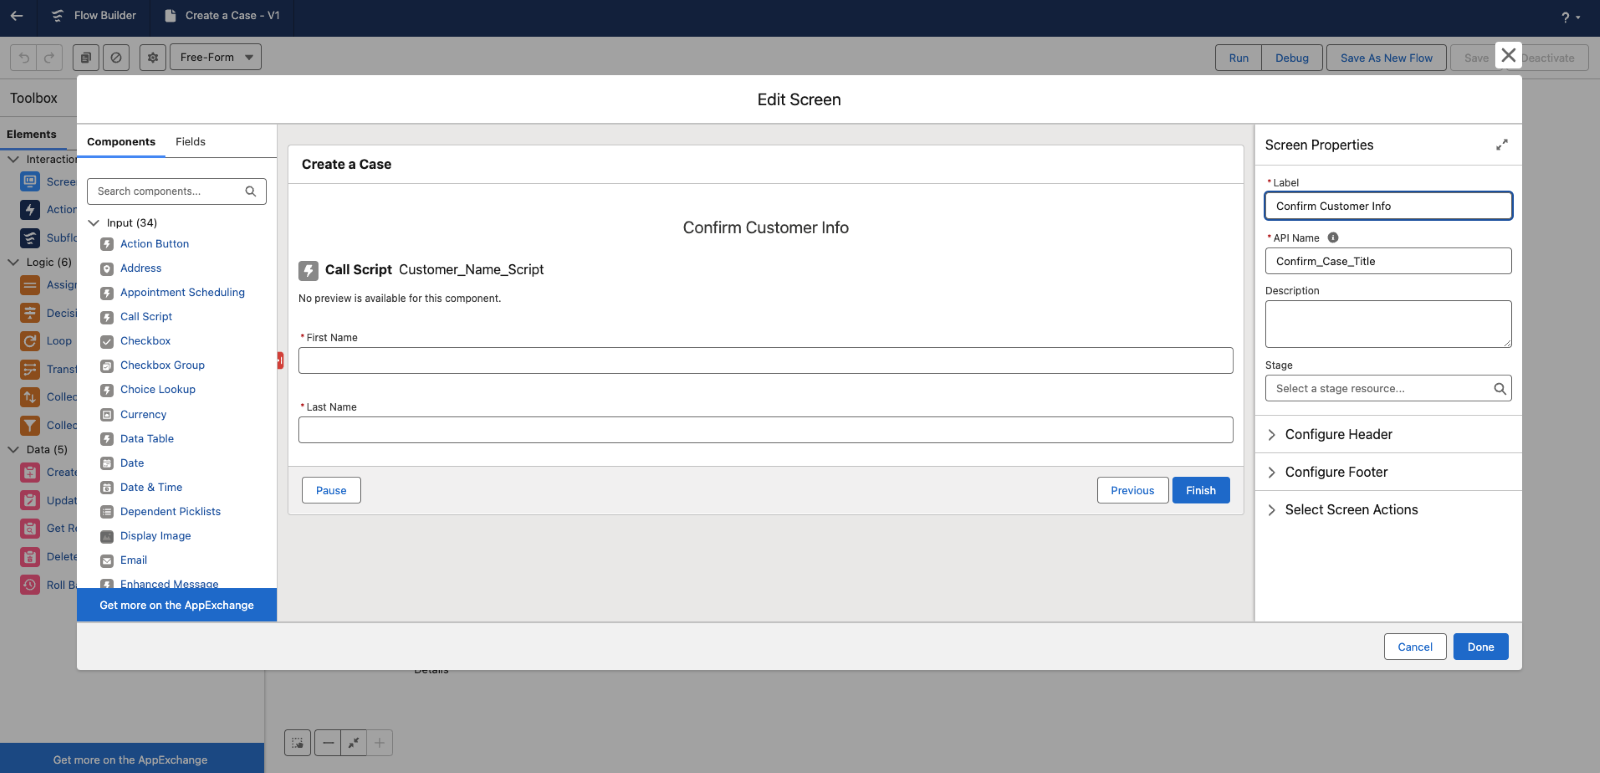 Flow Builder
Create a Case - V1
?
Free-Form
Run
Debug
Save As New Flow
Save
Deactivate
Toolbox
Elements
Interaction
Screen
Action
Subflo
Logic (6)
Assign
Decisi
Loop
Transf
Collec
Collec
Data (5)
Create
Updat
Get Re
Delete
Roll Ba
Get more on the AppExchange
Edit Screen
Components
Fields
Search components...
Input (34)
Action Button
Address
Appointment Scheduling
Call Script
Checkbox
Checkbox Group
Choice Lookup
Currency
Data Table
Date
Date & Time
Dependent Picklists
Display Image
Email
Enhanced Message
Get more on the AppExchange
Create a Case
Confirm Customer Info
Call Script Customer_Name_Script
No preview is available for this component.
* First Name
* Last Name
Pause
Previous
Finish
Screen Properties
* Label
Confirm Customer Info
* API Name
Confirm_Case_Title
Description
Stage
Select a stage resource...
Configure Header
Configure Footer
Select Screen Actions
Cancel
Done
Details